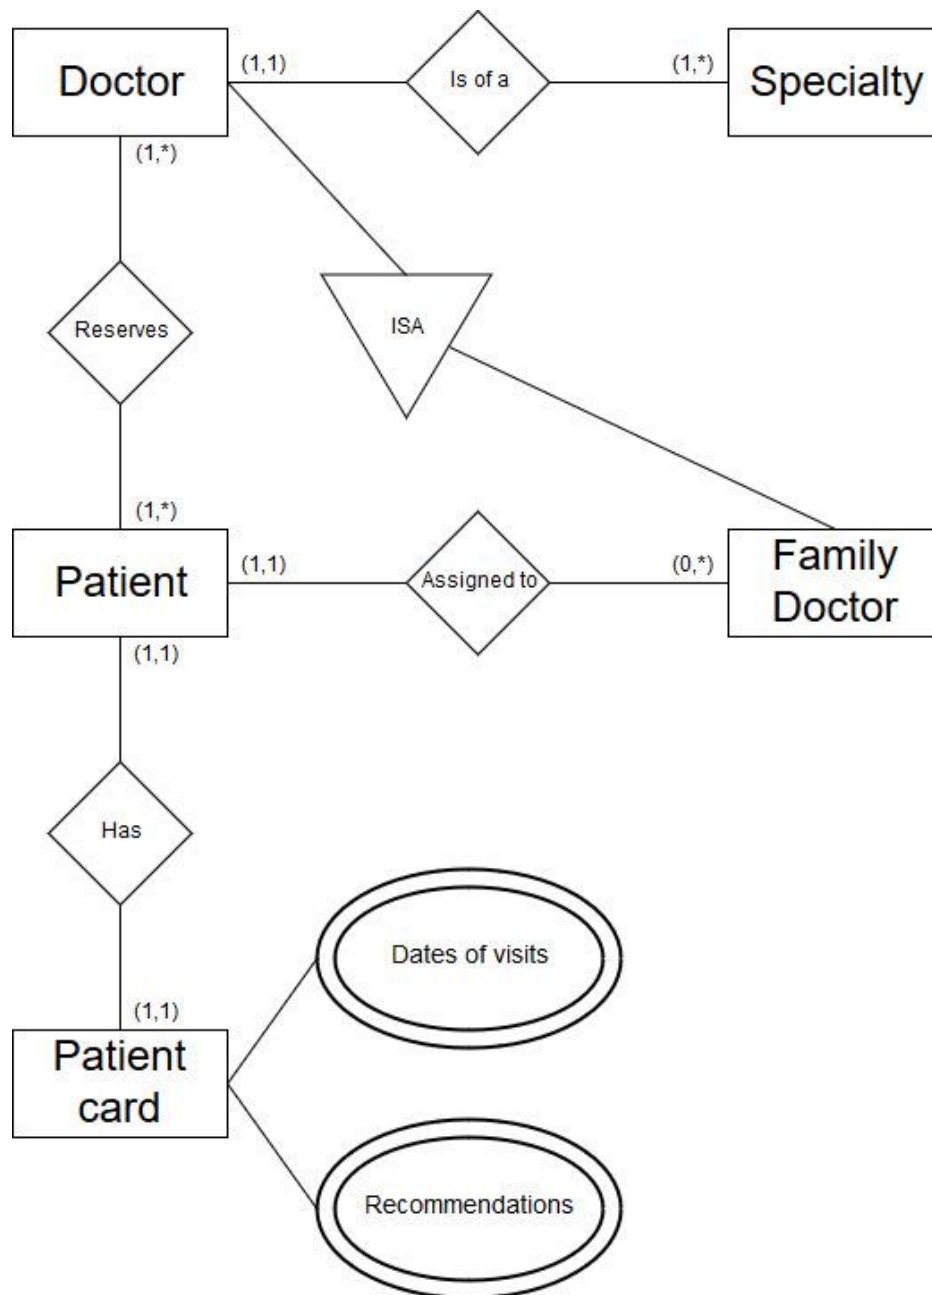 Doctor
(1,1)
Is of a
(1,*)
Specialty
(1,*)
Reserves
ISA
(1,*)
Patient
(1,1)
Assigned to
(0,*)
Family
Doctor
(1,1)
Has
Dates of visits
(1,1)
Patient
card
Recommendations